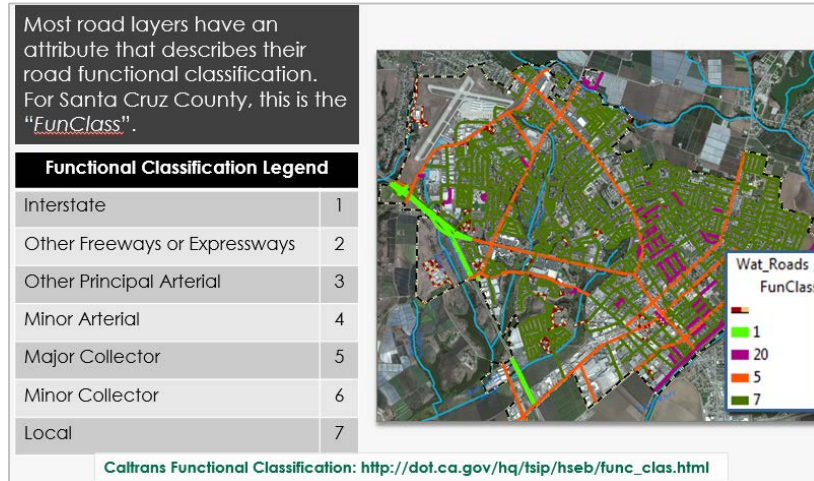 Most road layers have an
attribute that describes their
road functional classification.
For Santa Cruz County, this is the
“FunClass”.
Functional Classification Legend
Interstate 1
Other Freeways or Expressways 2
Other Principal Arterial 3
Minor Arterial 4
Major Collector 5
Minor Collector 6
Local 7
Wat_Roads
FunClass
1
20
5
7
Caltrans Functional Classification: http://dot.ca.gov/hq/tsip/hseb/func_clas.html